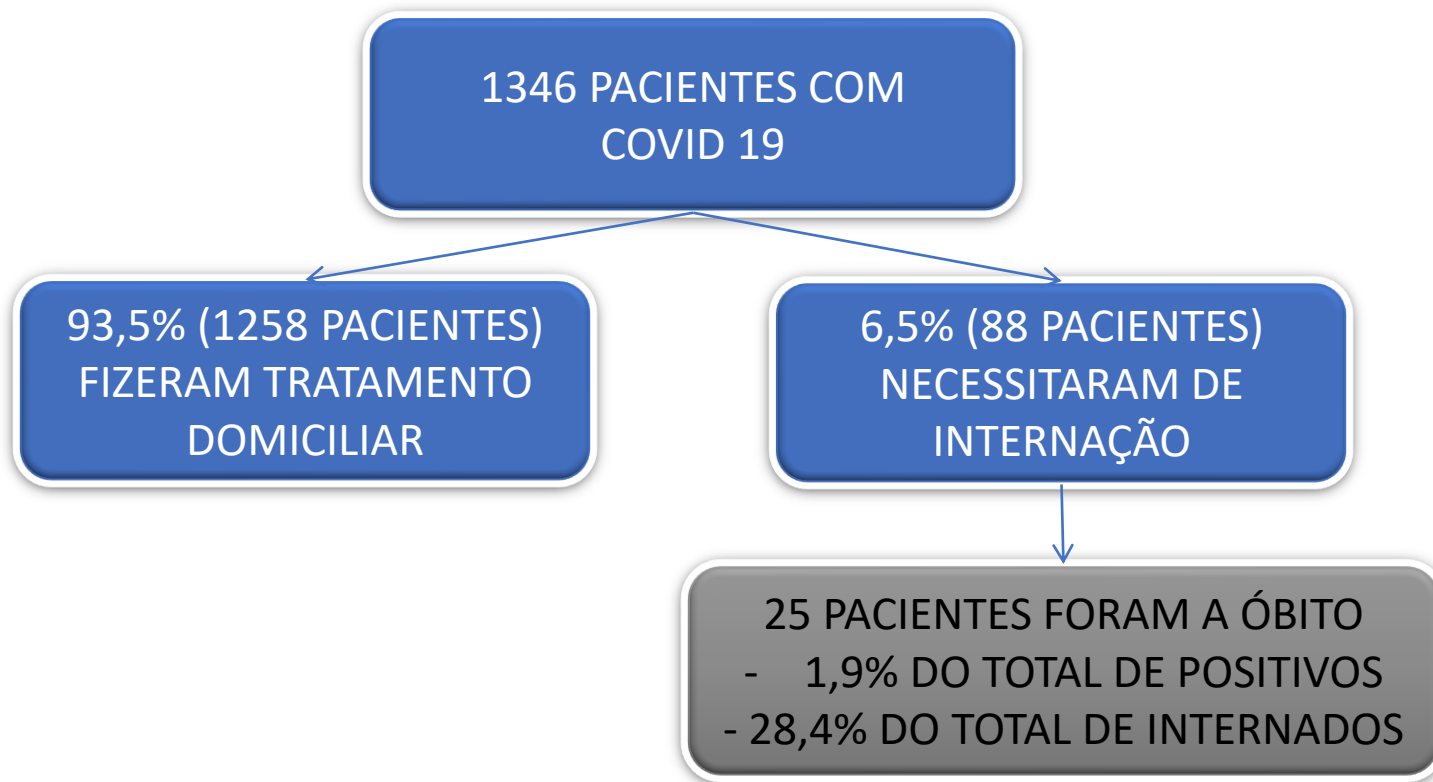 1346 PACIENTES COM
COVID 19
93,5% (1258 PACIENTES)
FIZERAM TRATAMENTO
DOMICILIAR
6,5% (88 PACIENTES)
NECESSITARAM DE
INTERNAÇÃO
25 PACIENTES FORAM A ÓBITO
- 1,9% DO TOTAL DE POSITIVOS
- 28,4% DO TOTAL DE INTERNADOS